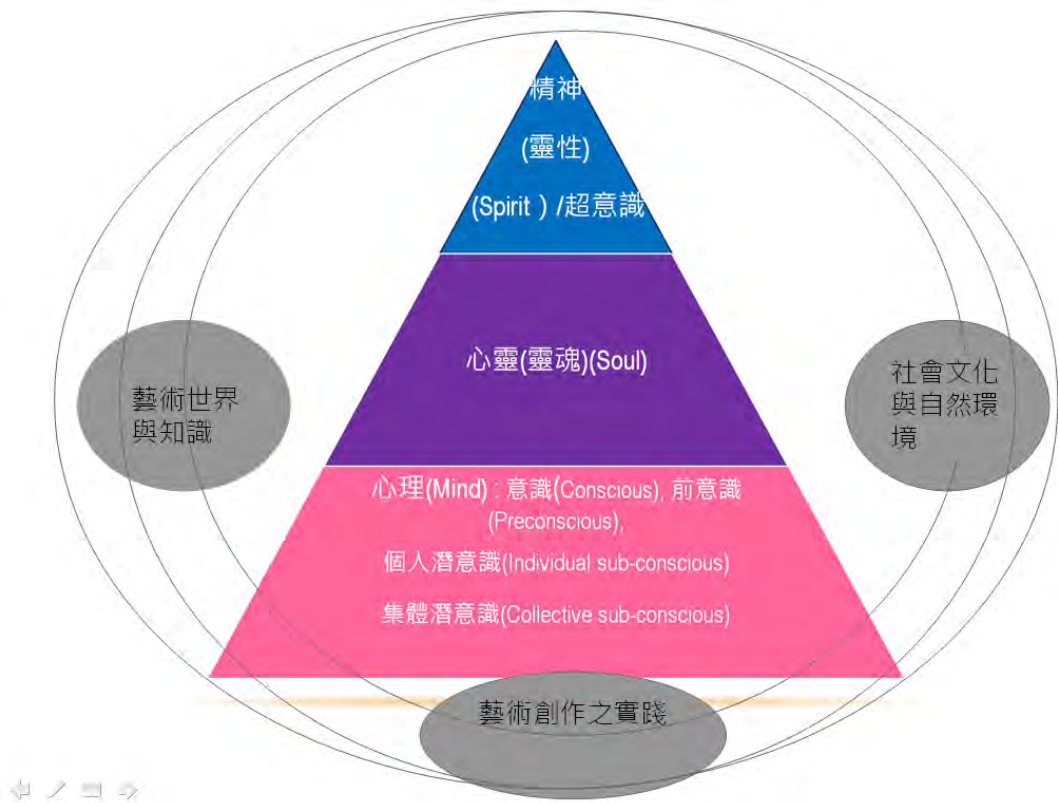 精神
(靈性)
(Spirit ) /超意識
心靈(靈魂)(Soul)
藝術世界
與知識
社會文化
與自然環
境
心理(Mind) : 意識(Conscious), 前意識
(Preconscious),
個人潛意識(Individual sub-conscious)
集體潛意識(Collective sub-conscious)
藝術創作之實踐